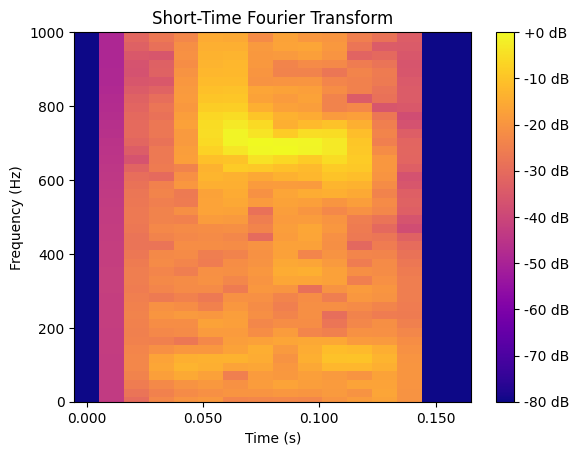 Short-Time Fourier Transform
1000
800
600
400
200
0
Frequency (Hz)
0.000
0.050
0.100
0.150
Time (s)
+0 dB
-10 dB
-20 dB
-30 dB
-40 dB
-50 dB
-60 dB
-70 dB
-80 dB